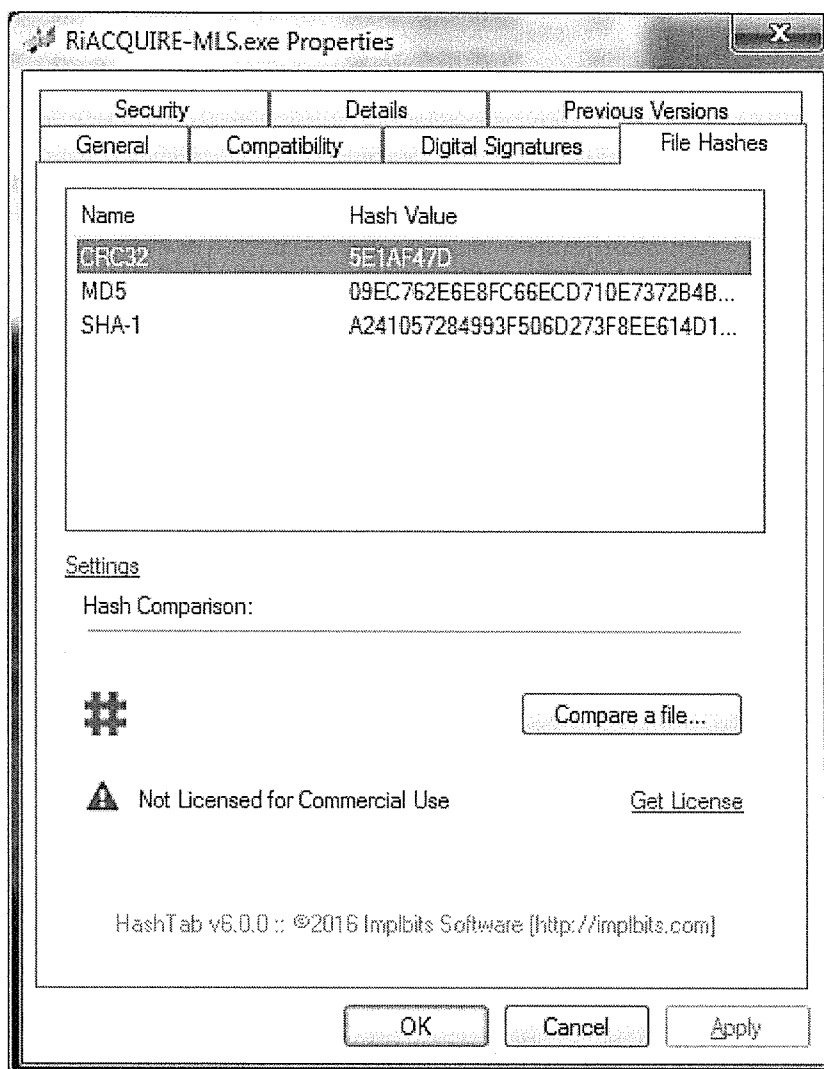 RiACQUIRE-MLS.exe Properties
Security Details Previous Versions
General Compatibility Digital Signatures File Hashes
Name Hash Value
CRC32 5E1AF47D
MD5 09EC762E6E8FC66ECD710E7372B4B...
SHA-1 A241057284993F506D273F8EE614D1...
Settings
Hash Comparison:
Compare a file...
Not Licensed for Commercial Use Get License
HashTab v6.0.0 :: ©2016 Implbits Software [http://implbits.com]
OK Cancel Apply